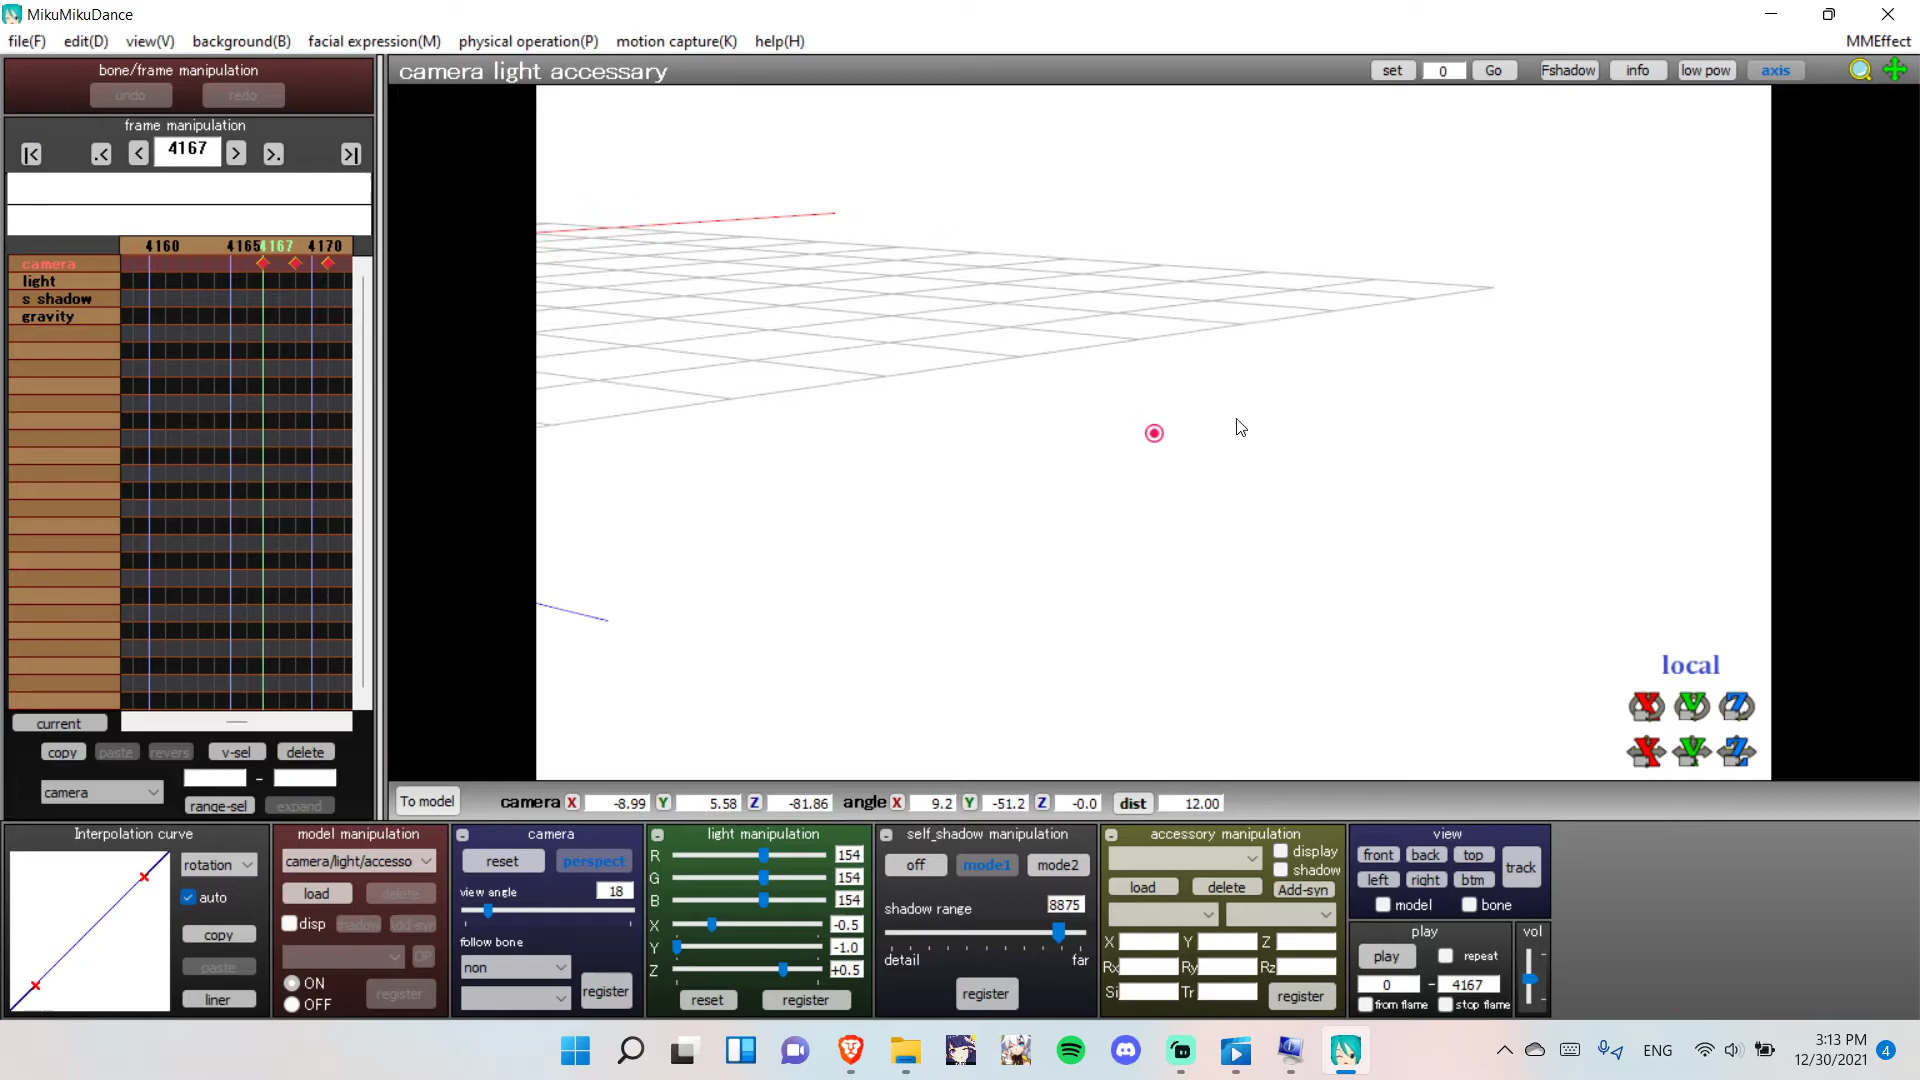 MikuMikuDance
file(F) edit(D) view(V) background(B) facial expression(M) physical operation(P) motion capture(K) help(H) MMEffect
bone/frame manipulation
undo redo
frame manipulation
|< .< < 4167 > >. >|
camera light accessary
set 0 Go Fshadow info low pow axis
4160 4165 4167 4170
camera
light
s shadow
gravity
current
copy paste revers v-sel delete
camera -
range-sel expand
local
X Y Z
X Y Z
To model camera X -8.99 Y 5.58 Z -81.86 angle X 9.2 Y -51.2 Z -0.0 dist 12.00
Interpolation curve
rotation
auto
copy
paste
liner
model manipulation
camera/light/accesso
load delete
disp shadow Add-syn
OP
ON
OFF
register
- camera
reset perspect
view angle 18
follow bone
non
register
- light manipulation
R 154
G 154
B 154
X -0.5
Y -1.0
Z +0.5
reset register
- self_shadow manipulation
off mode1 mode2
shadow range 8875
detail far
register
- accessory manipulation
display
shadow
load delete Add-syn
X Y Z
Rx Ry Rz
Si Tr register
view
front back top track
left right btm
model bone
play
play repeat
0 - 4167
from flame stop flame
vol
ENG
3:13 PM
12/30/2021
4